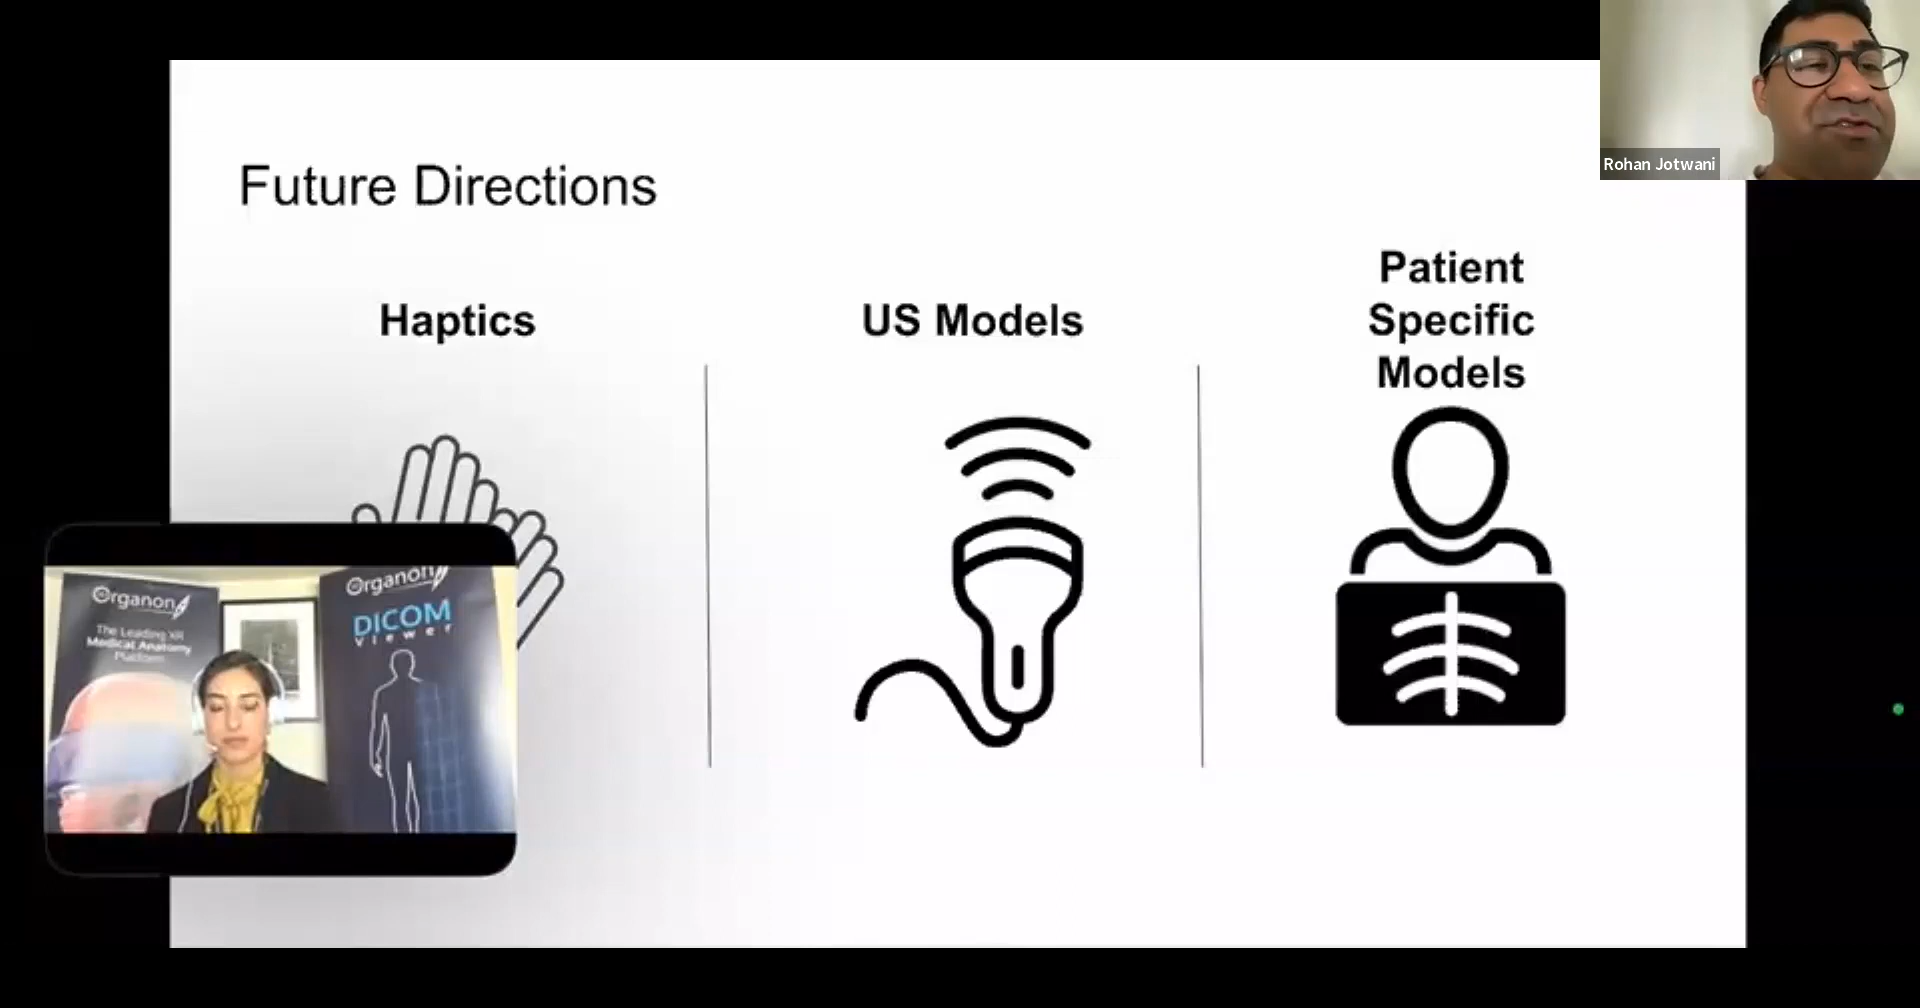 Future Directions
Haptics
US Models
Patient
Specific
Models
Rohan Jotwani
Organon
The Leading XR
Medical Anatomy
Platform
Organon
DICOM
Viewer